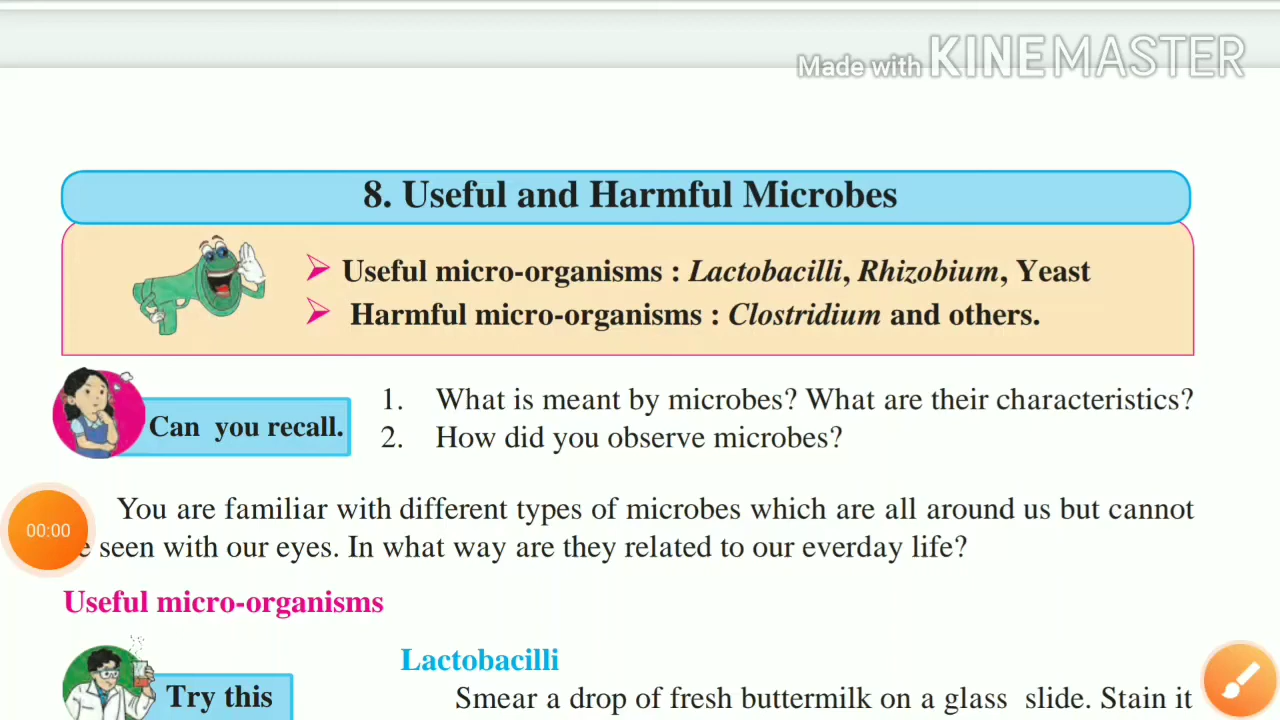 Made with KINEMASTER
8. Useful and Harmful Microbes
Useful micro-organisms : Lactobacilli, Rhizobium, Yeast
Harmful micro-organisms : Clostridium and others.
Can you recall.
1. What is meant by microbes? What are their characteristics?
2. How did you observe microbes?
You are familiar with different types of microbes which are all around us but cannot
00:00
e seen with our eyes. In what way are they related to our everday life?
Useful micro-organisms
Lactobacilli
Try this
Smear a drop of fresh buttermilk on a glass slide. Stain it